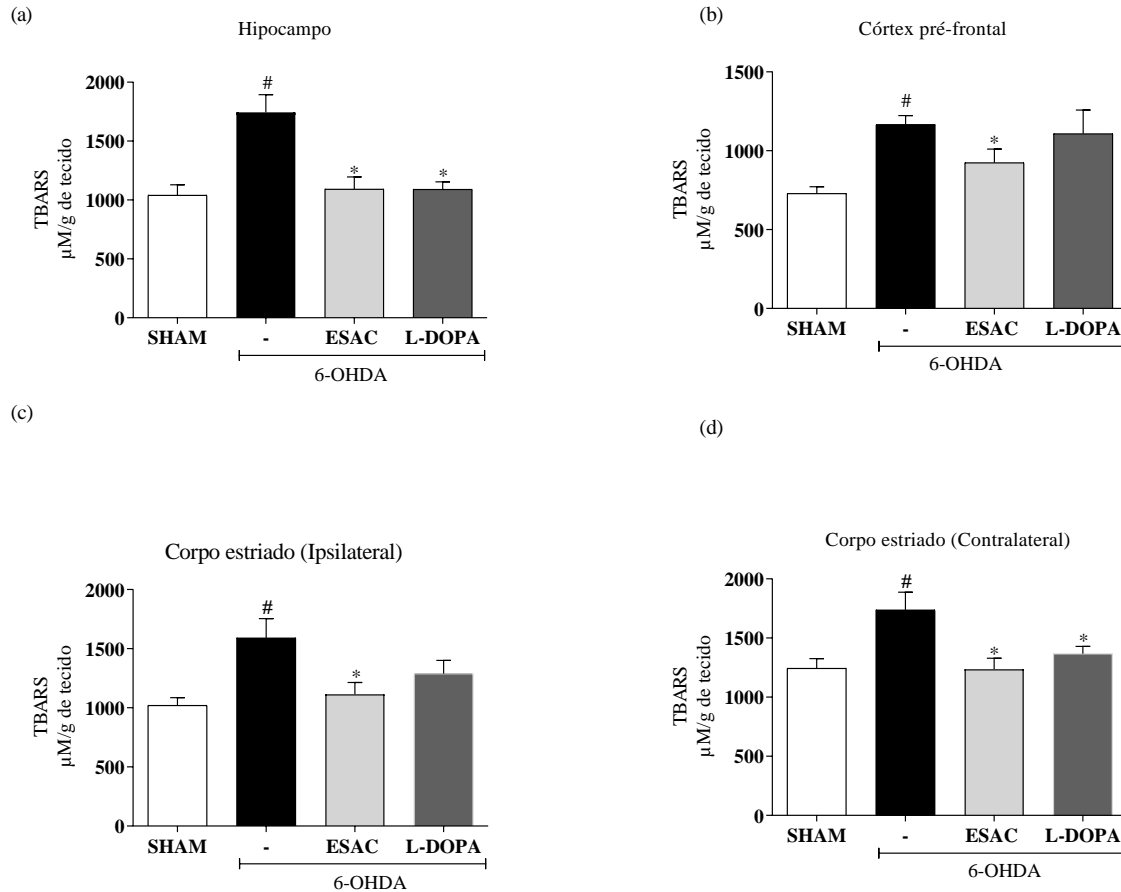 (a)
Hipocampo
TBARS
µM/g de tecido
2000
1500
1000
500
0
#
*
*
SHAM - ESAC L-DOPA
6-OHDA
(b)
Córtex pré-frontal
TBARS
µM/g de tecido
1500
1000
500
0
#
*
SHAM - ESAC L-DOPA
6-OHDA
(c)
Corpo estriado (Ipsilateral)
TBARS
µM/g de tecido
2000
1500
1000
500
0
#
*
SHAM - ESAC L-DOPA
6-OHDA
(d)
Corpo estriado (Contralateral)
TBARS
µM/g de tecido
2000
1500
1000
500
0
#
*
*
SHAM - ESAC L-DOPA
6-OHDA